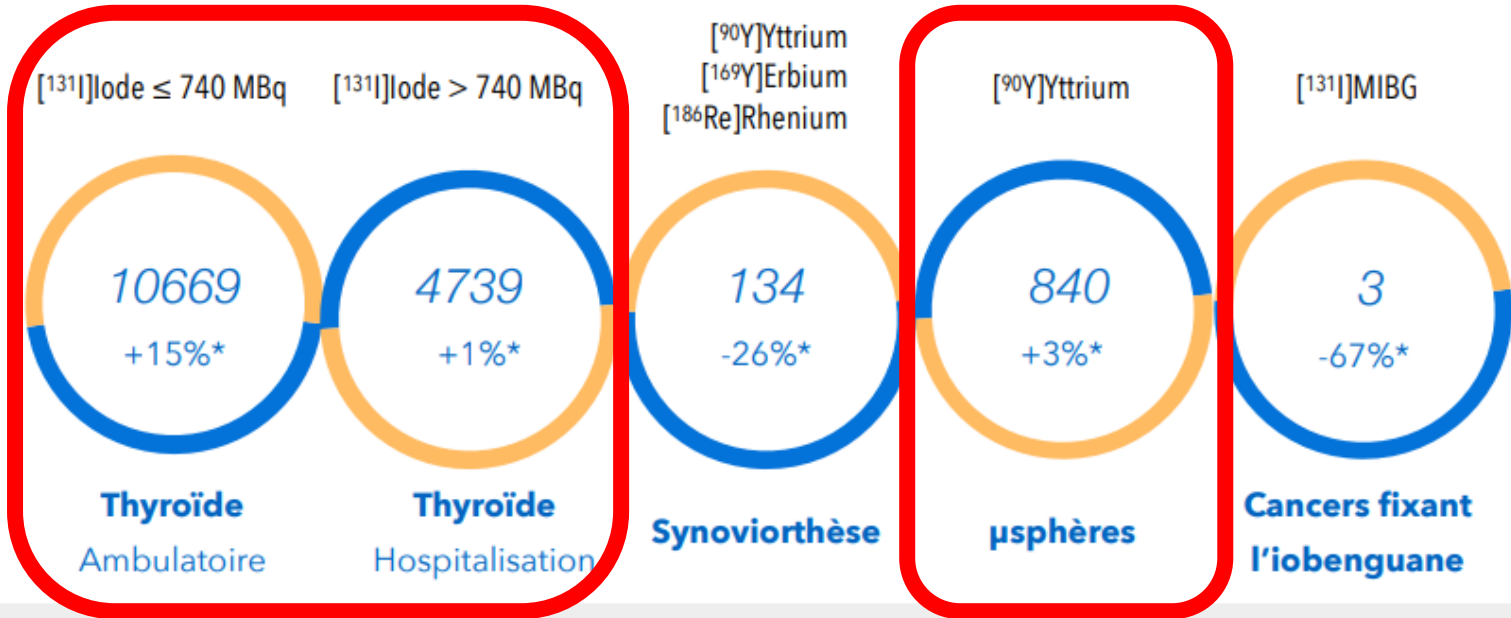 [¹³¹I]Iode ≤ 740 MBq
[¹³¹I]Iode > 740 MBq
[⁹⁰Y]Yttrium
[¹⁶⁹Y]Erbium
[¹⁸⁶Re]Rhenium
[⁹⁰Y]Yttrium
[¹³¹I]MIBG
10669
+15%*
4739
+1%*
134
-26%*
840
+3%*
3
-67%*
Thyroïde
Ambulatoire
Thyroïde
Hospitalisation
Synoviorthèse
µsphères
Cancers fixant
l’iobenguane